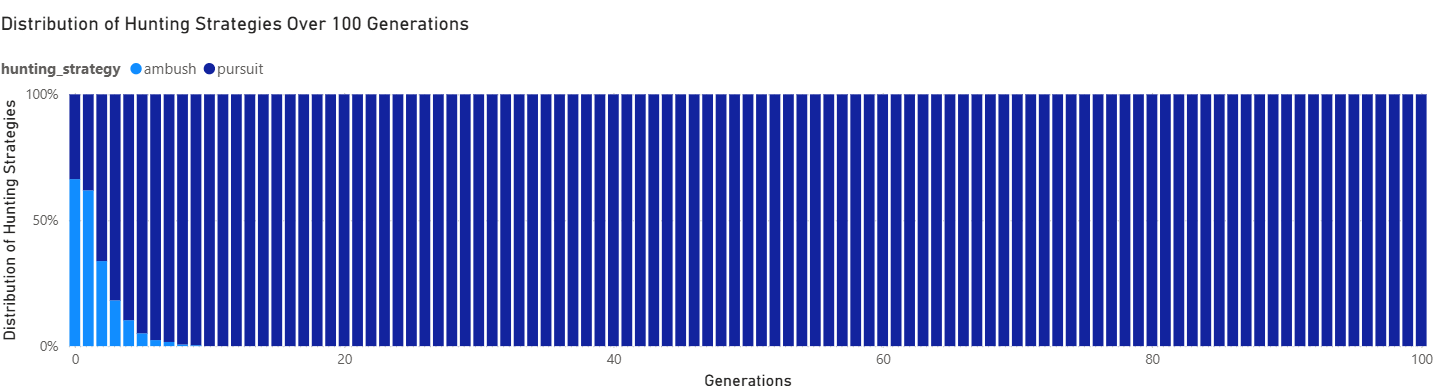 Distribution of Hunting Strategies Over 100 Generations
hunting_strategy ambush pursuit
Distribution of Hunting Strategies
100%
50%
0%
0 20 40 60 80 100
Generations